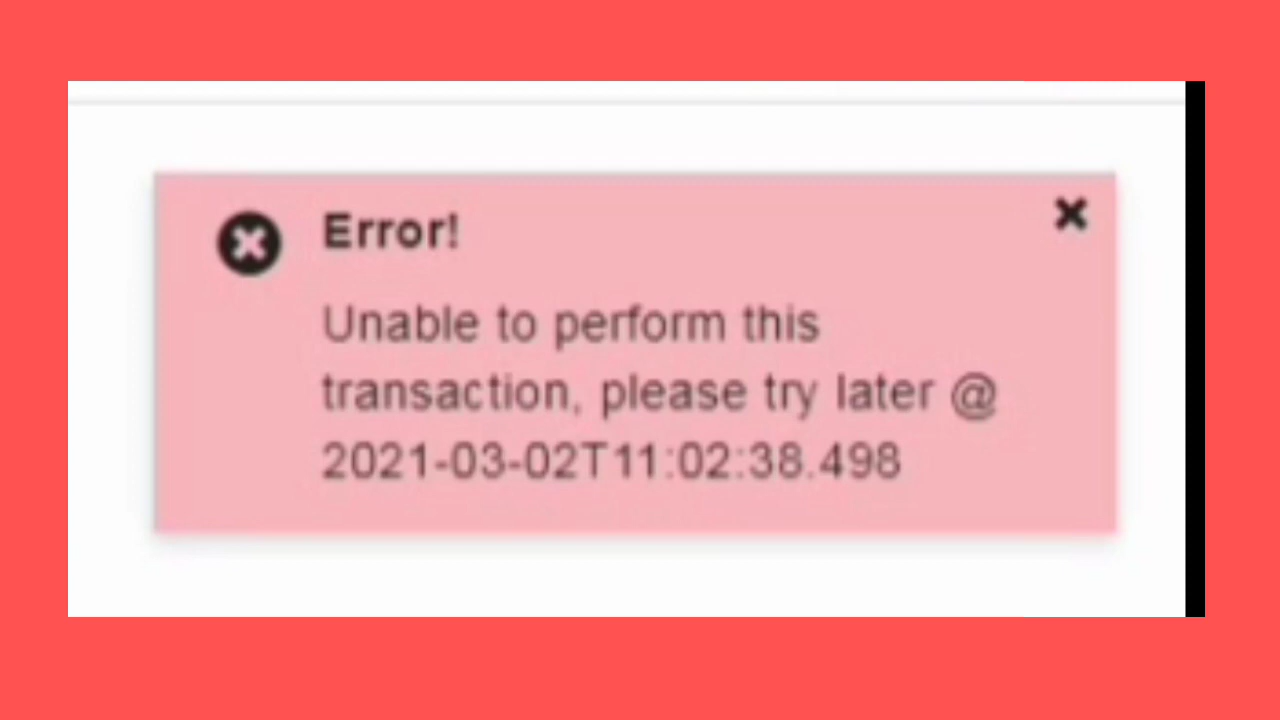 Error!
Unable to perform this
transaction, please try later @
2021-03-02T11:02:38.498